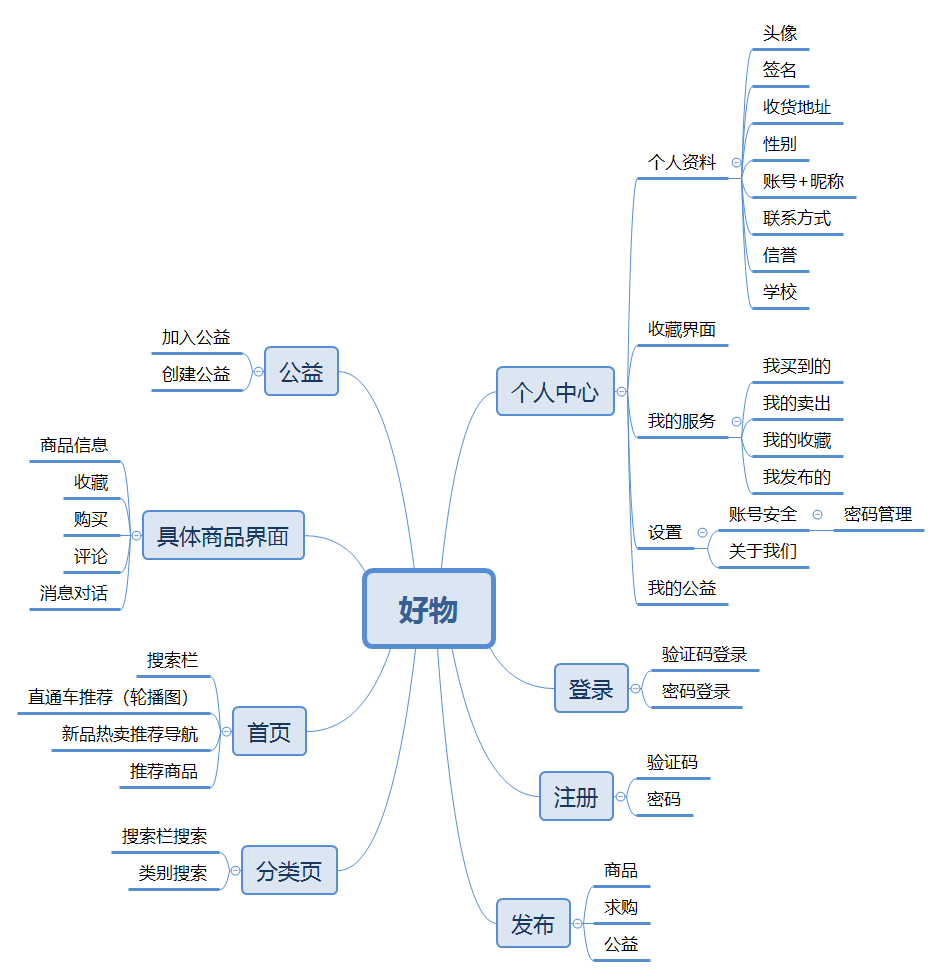 好物
个人中心
个人资料
头像
签名
收货地址
性别
账号+昵称
联系方式
信誉
学校
收藏界面
我的服务
我买到的
我的卖出
我的收藏
我发布的
设置
账号安全
密码管理
关于我们
我的公益
登录
验证码登录
密码登录
注册
验证码
密码
发布
商品
求购
公益
公益
加入公益
创建公益
具体商品界面
商品信息
收藏
购买
评论
消息对话
首页
搜索栏
直通车推荐（轮播图）
新品热卖推荐导航
推荐商品
分类页
搜索栏搜索
类别搜索